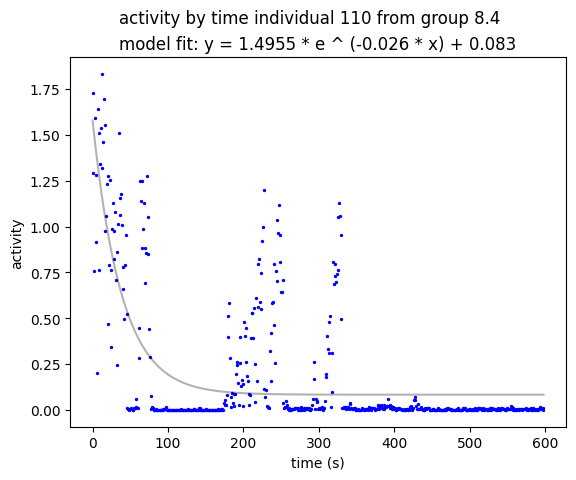 activity by time individual 110 from group 8.4
model fit: y = 1.4955 * e ^ (-0.026 * x) + 0.083
1.75
1.50
1.25
1.00
0.75
0.50
0.25
0.00
activity
0 100 200 300 400 500 600
time (s)